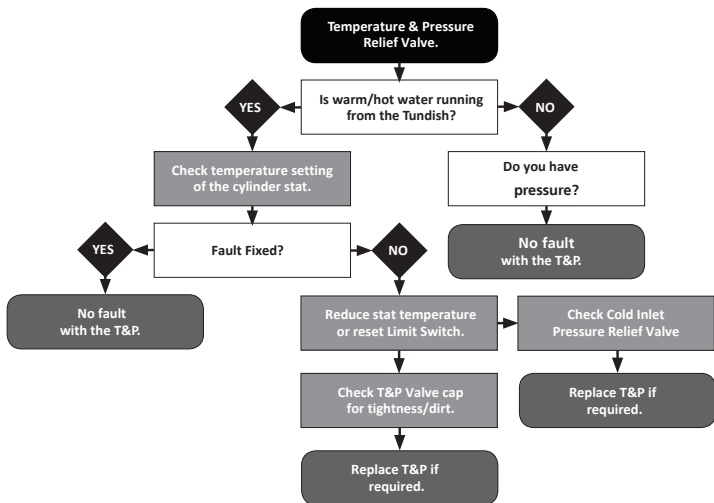 Temperature & Pressure
Relief Valve.
YES
Is warm/hot water running
from the Tundish?
NO
Check temperature setting
of the cylinder stat.
Do you have
pressure?
YES
Fault Fixed?
NO
No fault
with the T&P.
No fault
with the T&P.
Reduce stat temperature
or reset Limit Switch.
Check Cold Inlet
Pressure Relief Valve
Check T&P Valve cap
for tightness/dirt.
Replace T&P if
required.
Replace T&P if
required.